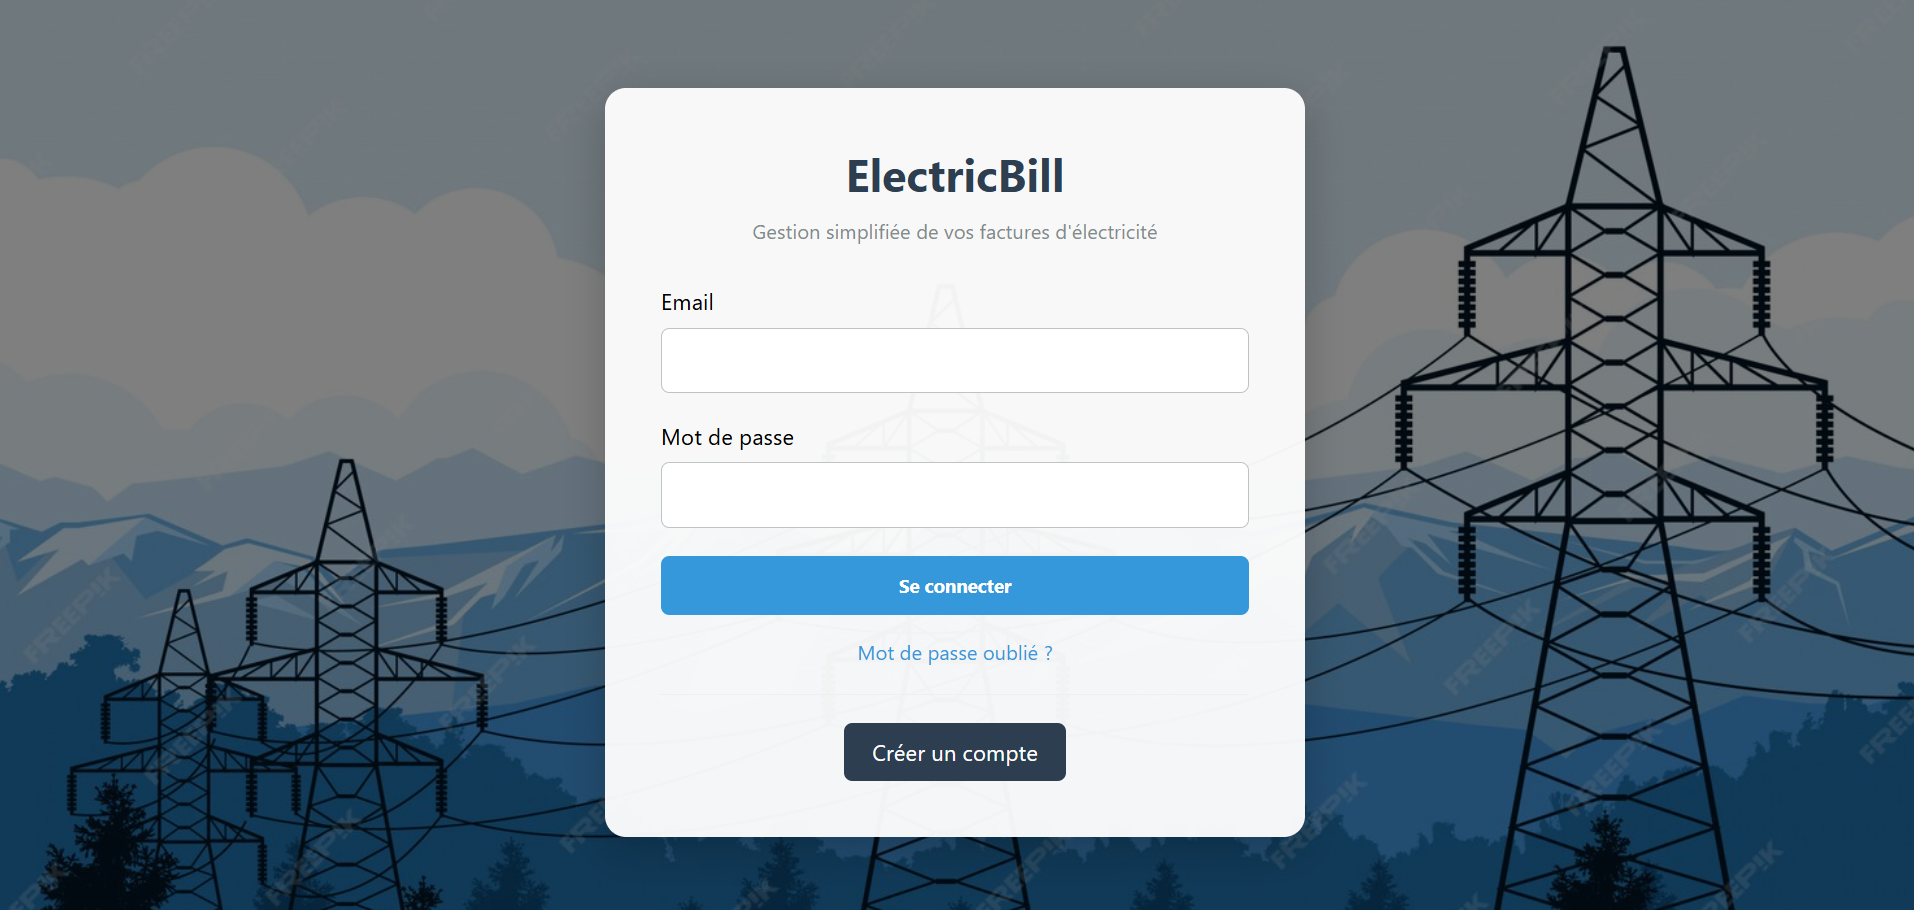 ElectricBill
Gestion simplifiée de vos factures d'électricité
Email
Mot de passe
Se connecter
Mot de passe oublié ?
Créer un compte
FREEPIK